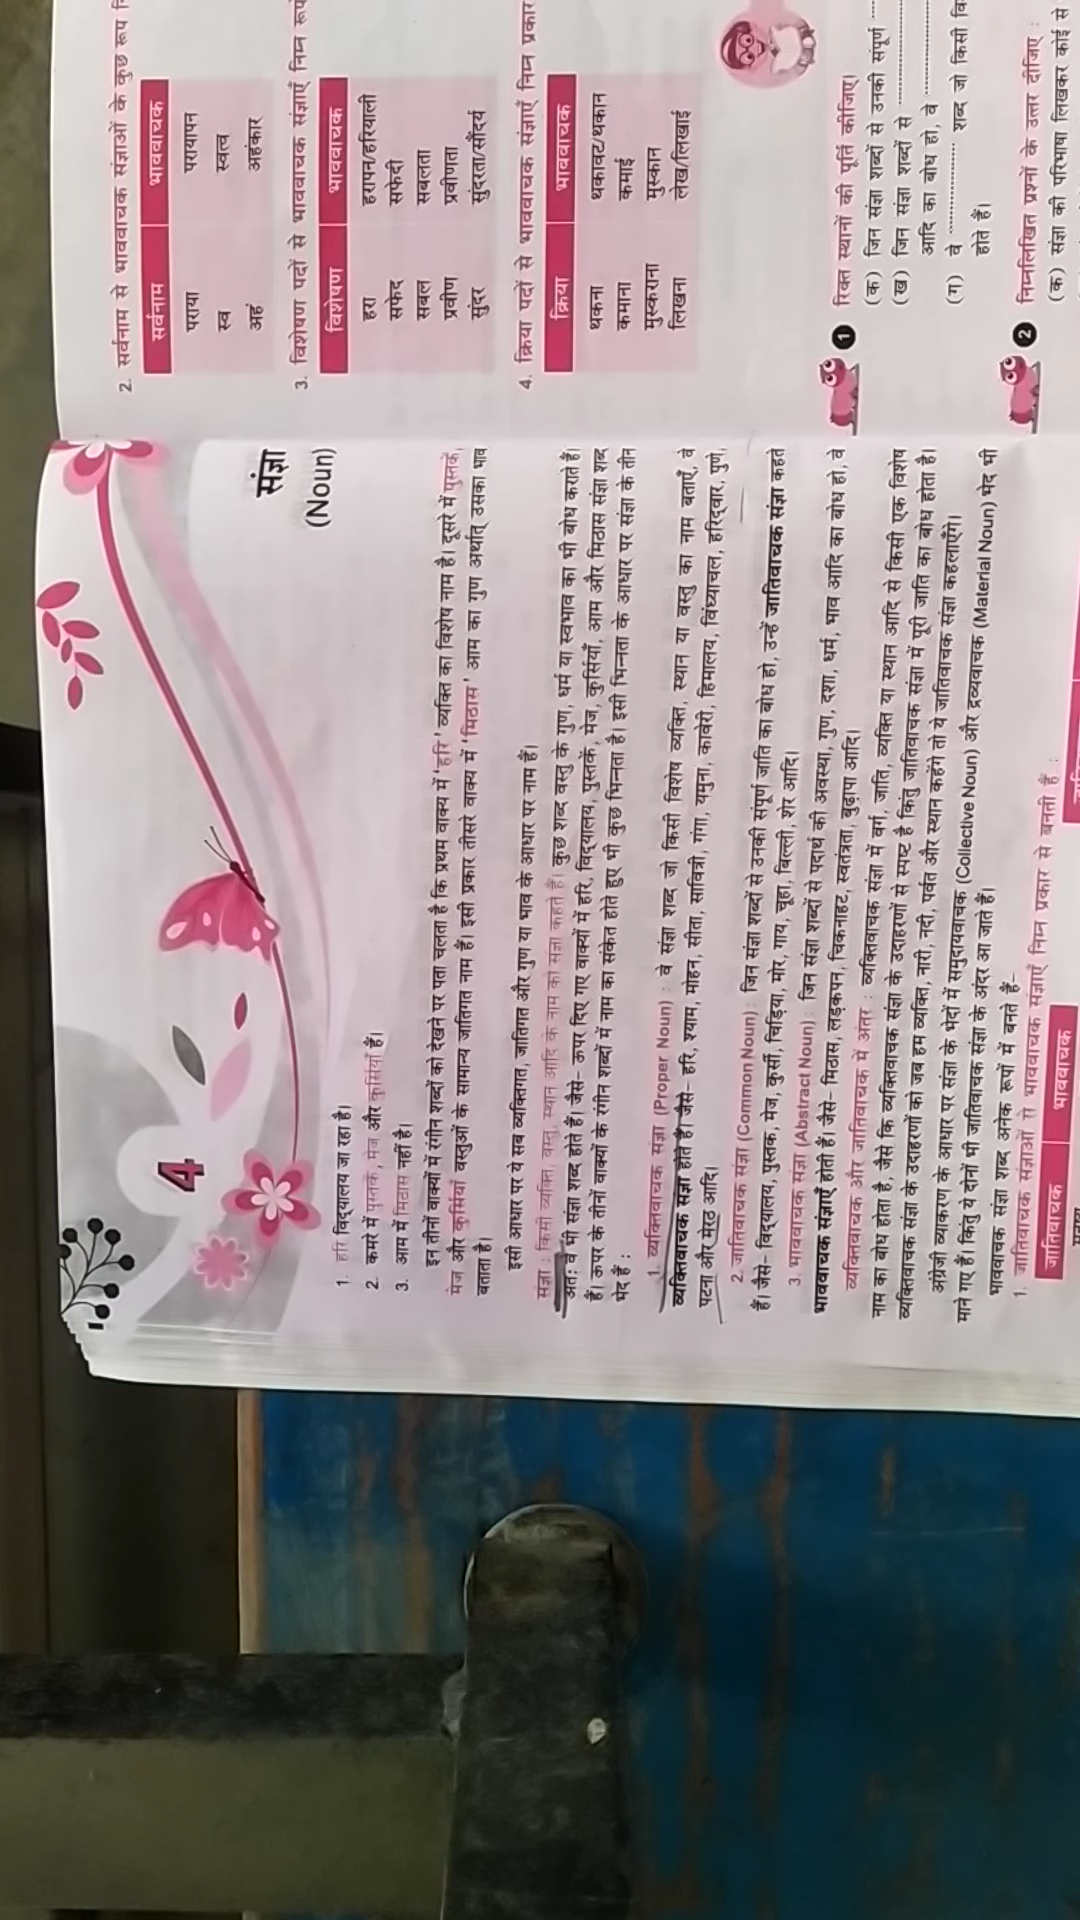 4
संज्ञा
(Noun)
1. हरि विद्यालय जा रहा है।
2. कमरे में पुस्तकें, मेज और कुर्सियाँ हैं।
3. आम में मिठास नहीं है।
इन तीनों वाक्यों में रंगीन शब्दों को देखने पर पता चलता है कि प्रथम वाक्य में 'हरि' व्यक्ति का विशेष नाम है। दूसरे में पुस्तकें,
मेज और कुर्सियाँ वस्तुओं के सामान्य जातिगत नाम हैं। इसी प्रकार तीसरे वाक्य में 'मिठास' आम का गुण अर्थात् उसका भाव
बताता है।
इसी आधार पर ये सब व्यक्तिगत, जातिगत और गुण या भाव के आधार पर नाम हैं।
संज्ञा : किसी व्यक्ति, वस्तु, स्थान आदि के नाम को संज्ञा कहते हैं। कुछ शब्द वस्तु के गुण, धर्म या स्वभाव का भी बोध कराते हैं।
अतः वे भी संज्ञा शब्द होते हैं। जैसे– ऊपर दिए गए वाक्यों में हरि, विद्यालय, पुस्तकें, मेज, कुर्सियाँ, आम और मिठास संज्ञा शब्द
हैं। ऊपर के तीनों वाक्यों के रंगीन शब्दों में नाम का संकेत होते हुए भी कुछ भिन्नता है। इसी भिन्नता के आधार पर संज्ञा के तीन
भेद हैं :
1. व्यक्तिवाचक संज्ञा (Proper Noun) : वे संज्ञा शब्द जो किसी विशेष व्यक्ति, स्थान या वस्तु का नाम बताएँ, वे
व्यक्तिवाचक संज्ञा होते हैं। जैसे– हरि, श्याम, मोहन, सीता, सावित्री, गंगा, यमुना, कावेरी, हिमालय, विंध्याचल, हरिद्वार, पुणे,
पटना और मेरठ आदि।
2. जातिवाचक संज्ञा (Common Noun) : जिन संज्ञा शब्दों से उनकी संपूर्ण जाति का बोध हो, उन्हें जातिवाचक संज्ञा कहते
हैं। जैसे– विद्यालय, पुस्तक, मेज, कुर्सी, चिड़िया, मोर, गाय, चूहा, बिल्ली, शेर आदि।
3. भाववाचक संज्ञा (Abstract Noun) : जिन संज्ञा शब्दों से पदार्थ की अवस्था, गुण, दशा, धर्म, भाव आदि का बोध हो, वे
भाववाचक संज्ञाएँ होती हैं। जैसे– मिठास, लड़कपन, चिकनाहट, स्वतंत्रता, बुढ़ापा आदि।
व्यक्तिवाचक और जातिवाचक में अंतर : व्यक्तिवाचक संज्ञा में वर्ग, जाति, व्यक्ति या स्थान आदि से किसी एक विशेष
नाम का बोध होता है, जैसे कि व्यक्तिवाचक संज्ञा के उदाहरणों से स्पष्ट है किंतु जातिवाचक संज्ञा में पूरी जाति का बोध होता है।
व्यक्तिवाचक संज्ञा के उदाहरणों को जब हम व्यक्ति, नारी, नदी, पर्वत और स्थान कहेंगे तो ये जातिवाचक संज्ञा कहलाएँगे।
अंग्रेजी व्याकरण के आधार पर संज्ञा के भेदों में समुदायवाचक (Collective Noun) और द्रव्यवाचक (Material Noun) भेद भी
माने गए हैं। किंतु ये दोनों भी जातिवाचक संज्ञा के अंदर आ जाते हैं।
भाववाचक संज्ञा शब्द अनेक रूपों में बनते हैं–
1. जातिवाचक संज्ञाओं से भाववाचक संज्ञाएँ निम्न प्रकार से बनती हैं :
जातिवाचक भाववाचक
2. सर्वनाम से भाववाचक संज्ञाओं के कुछ रूप
सर्वनाम भाववाचक
पराया परायापन
स्व स्वत्व
अहं अहंकार
3. विशेषण पदों से भाववाचक संज्ञाएँ निम्न रूप
विशेषण भाववाचक
हरा हरापन/हरियाली
सफेद सफेदी
सबल सबलता
प्रवीण प्रवीणता
सुंदर सुंदरता/सौंदर्य
4. क्रिया पदों से भाववाचक संज्ञाएँ निम्न प्रकार
क्रिया भाववाचक
थकना थकावट/थकान
कमाना कमाई
मुस्कराना मुस्कान
लिखना लेख/लिखाई
1 रिक्त स्थानों की पूर्ति कीजिए।
(क) जिन संज्ञा शब्दों से उनकी संपूर्ण
(ख) जिन संज्ञा शब्दों से ....................
आदि का बोध हो, वे ....................
(ग) वे .................... शब्द जो किसी
होते हैं।
2 निम्नलिखित प्रश्नों के उत्तर दीजिए :
(क) संज्ञा की परिभाषा लिखकर कोई से